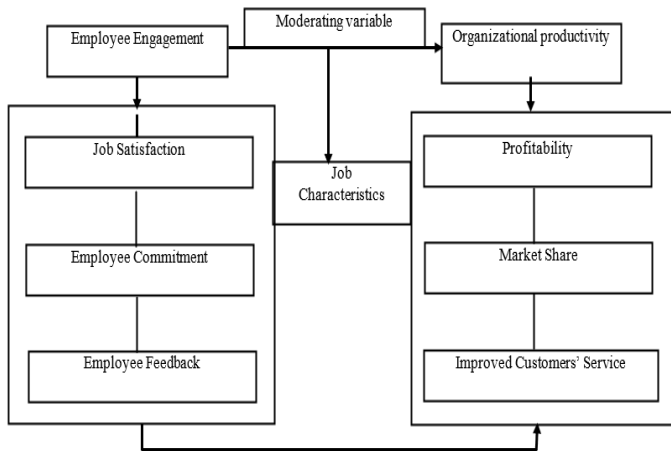 Employee Engagement
Moderating variable
Organizational productivity
Job Satisfaction
Employee Commitment
Employee Feedback
Job
Characteristics
Profitability
Market Share
Improved Customers’ Service